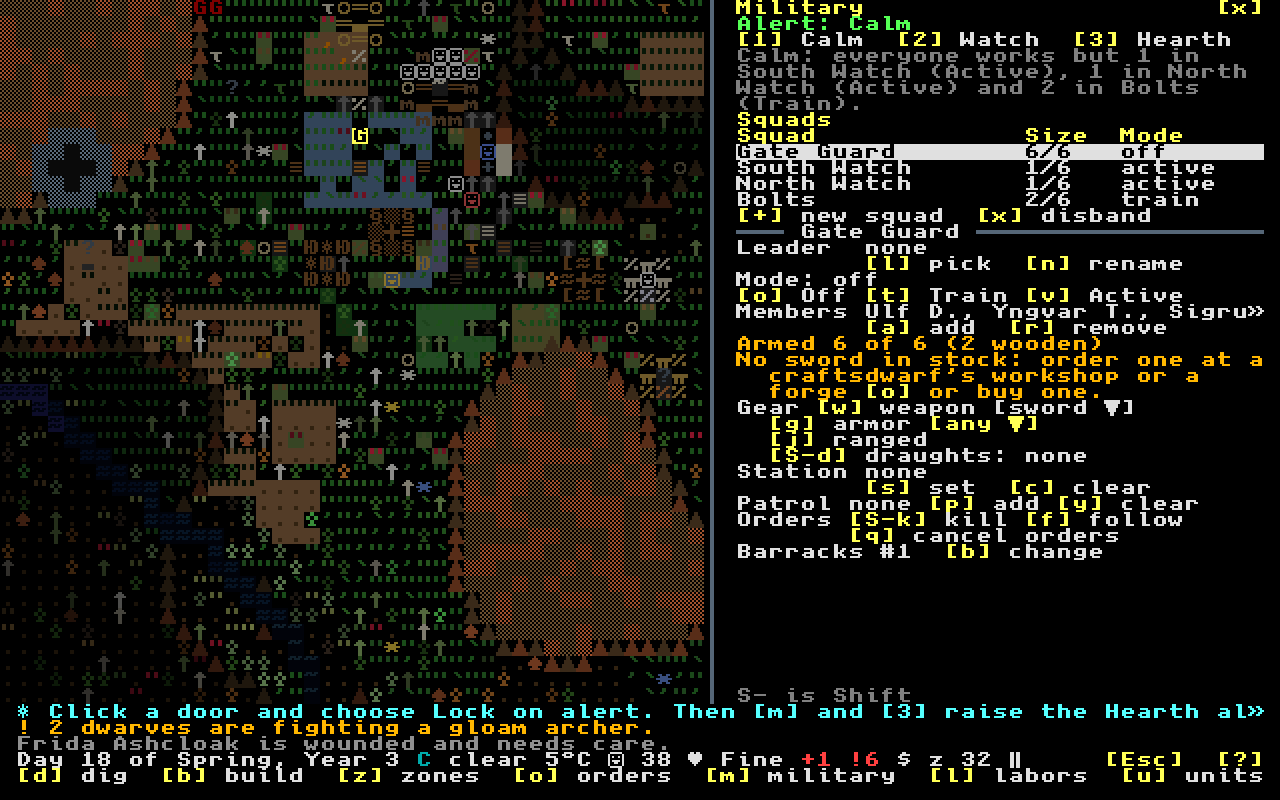 Military [x]
Alert: Calm
[1] Calm [2] Watch [3] Hearth
Calm: everyone works but 1 in
South Watch (Active), 1 in North
Watch (Active) and 2 in Bolts
(Train).
Squads
Squad Size Mode
Gate Guard 6/6 off
South Watch 1/6 active
North Watch 1/6 active
Bolts 2/6 train
[+] new squad [x] disband
Gate Guard
Leader none
[l] pick [n] rename
Mode: off
[o] Off [t] Train [v] Active
Members Ulf D., Yngvar T., Sigru»
[a] add [r] remove
Armed 6 of 6 (2 wooden)
No sword in stock: order one at a
craftsdwarf's workshop or a
forge [o] or buy one.
Gear [w] weapon [sword ▼]
[g] armor [any ▼]
[j] ranged
[S-d] draughts: none
Station none
[s] set [c] clear
Patrol none [p] add [y] clear
Orders [S-k] kill [f] follow
[q] cancel orders
Barracks #1 [b] change
S- is Shift
* Click a door and choose Lock on alert. Then [m] and [3] raise the Hearth al»
! 2 dwarves are fighting a gloam archer.
Frida Ashcloak is wounded and needs care.
Day 18 of Spring, Year 3 C clear 5°C ☺ 38 ♥ Fine +1 !6 $ z 32 ‖ [Esc] [?]
[d] dig [b] build [z] zones [o] orders [m] military [l] labors [u] units